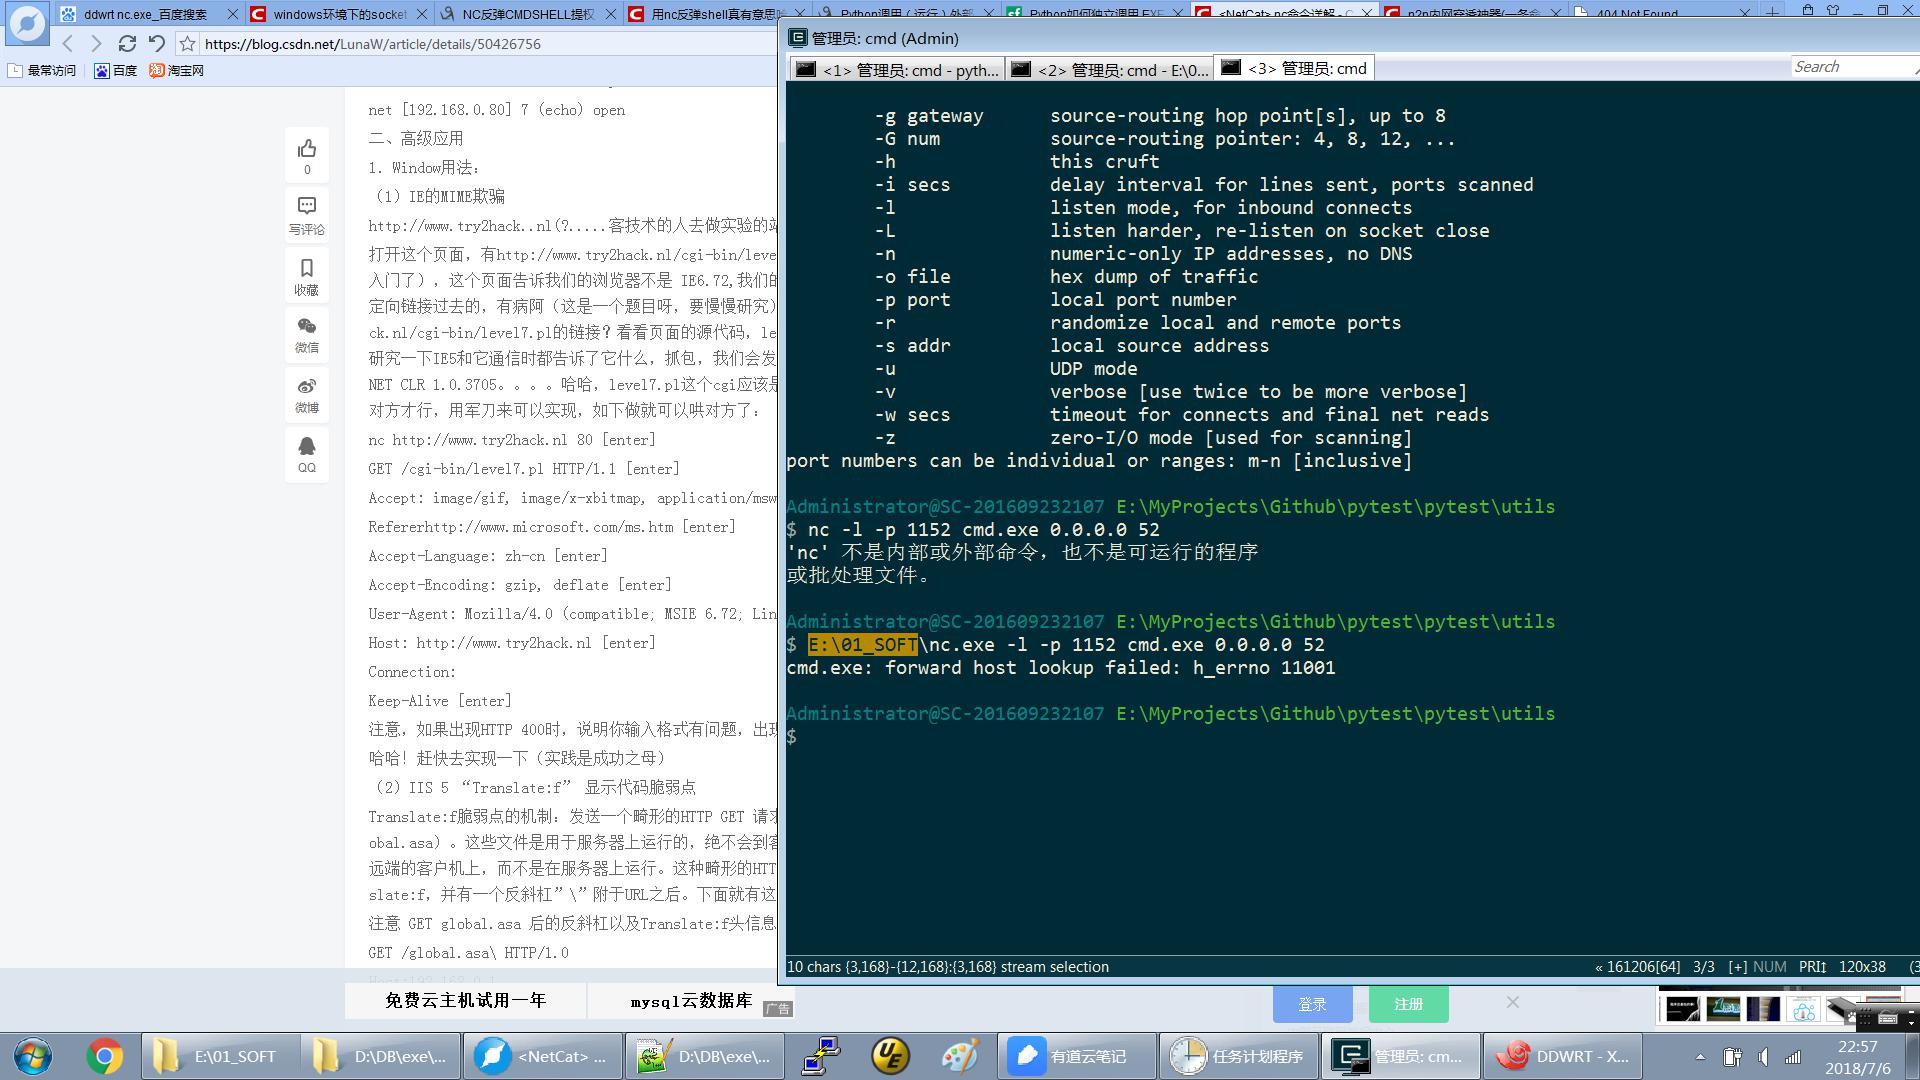 ddwrt nc.exe_百度搜索
windows环境下的socket
NC反弹CMDSHELL提权
用nc反弹shell真有意思
Python调用（运行）外部
Python如何独立调用 EXE
<NetCat> nc命令详解 - C
n2n内网穿透神器(一条命
404 Not Found
https://blog.csdn.net/LunaW/article/details/50426756
最常访问
百度
淘宝网
0
写评论
收藏
微信
微博
QQ
net [192.168.0.80] 7 (echo) open
二、高级应用
1. Window用法：
（1）IE的MIME欺骗
http://www.try2hack..nl(?.....客技术的人去做实验的站
打开这个页面，有http://www.try2hack.nl/cgi-bin/leve
入门了），这个页面告诉我们的浏览器不是 IE6.72,我们的
定向链接过去的，有病阿（这是一个题目呀，要慢慢研究）
ck.nl/cgi-bin/level7.pl的链接？看看页面的源代码，le
研究一下IE5和它通信时都告诉了它什么，抓包，我们会发
NET CLR 1.0.3705。。。。哈哈，level7.pl这个cgi应该是
对方才行，用军刀来可以实现，如下做就可以哄对方了：
nc http://www.try2hack.nl 80 [enter]
GET /cgi-bin/level7.pl HTTP/1.1 [enter]
Accept: image/gif, image/x-xbitmap, application/msw
Refererhttp://www.microsoft.com/ms.htm [enter]
Accept-Language: zh-cn [enter]
Accept-Encoding: gzip, deflate [enter]
User-Agent: Mozilla/4.0 (compatible; MSIE 6.72; Lin
Host: http://www.try2hack.nl [enter]
Connection:
Keep-Alive [enter]
注意，如果出现HTTP 400时，说明你输入格式有问题，出现
哈哈！赶快去实现一下（实践是成功之母）
（2）IIS 5 “Translate:f” 显示代码脆弱点
Translate:f脆弱点的机制：发送一个畸形的HTTP GET 请求
obal.asa）。这些文件是用于服务器上运行的，绝不会到客
远端的客户机上，而不是在服务器上运行。这种畸形的HTT
slate:f，并有一个反斜杠”\”附于URL之后。下面就有这
注意 GET global.asa 后的反斜杠以及Translate:f头信息
GET /global.asa\ HTTP/1.0
免费云主机试用一年
mysql云数据库
广告
登录
注册
管理员: cmd (Admin)
<1> 管理员: cmd - pyth...
<2> 管理员: cmd - E:\0...
<3> 管理员: cmd
Search
-g gateway source-routing hop point[s], up to 8
-G num source-routing pointer: 4, 8, 12, ...
-h this cruft
-i secs delay interval for lines sent, ports scanned
-l listen mode, for inbound connects
-L listen harder, re-listen on socket close
-n numeric-only IP addresses, no DNS
-o file hex dump of traffic
-p port local port number
-r randomize local and remote ports
-s addr local source address
-u UDP mode
-v verbose [use twice to be more verbose]
-w secs timeout for connects and final net reads
-z zero-I/O mode [used for scanning]
port numbers can be individual or ranges: m-n [inclusive]
Administrator@SC-201609232107 E:\MyProjects\Github\pytest\pytest\utils
$ nc -l -p 1152 cmd.exe 0.0.0.0 52
'nc' 不是内部或外部命令，也不是可运行的程序
或批处理文件。
Administrator@SC-201609232107 E:\MyProjects\Github\pytest\pytest\utils
$ E:\01_SOFT\nc.exe -l -p 1152 cmd.exe 0.0.0.0 52
cmd.exe: forward host lookup failed: h_errno 11001
Administrator@SC-201609232107 E:\MyProjects\Github\pytest\pytest\utils
$
10 chars {3,168}-{12,168}:{3,168} stream selection
« 161206[64] 3/3 [+] NUM PRI↕ 120x38 (3
E:\01_SOFT
D:\DB\exe\...
<NetCat> ...
D:\DB\exe\...
有道云笔记
任务计划程序
管理员: cm...
DDWRT - X...
22:57
2018/7/6